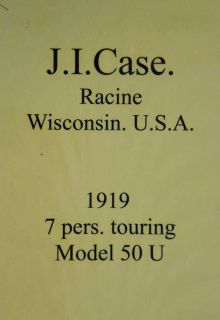 J.I.Case.
Racine
Wisconsin. U.S.A.
1919
7 pers. touring
Model 50 U